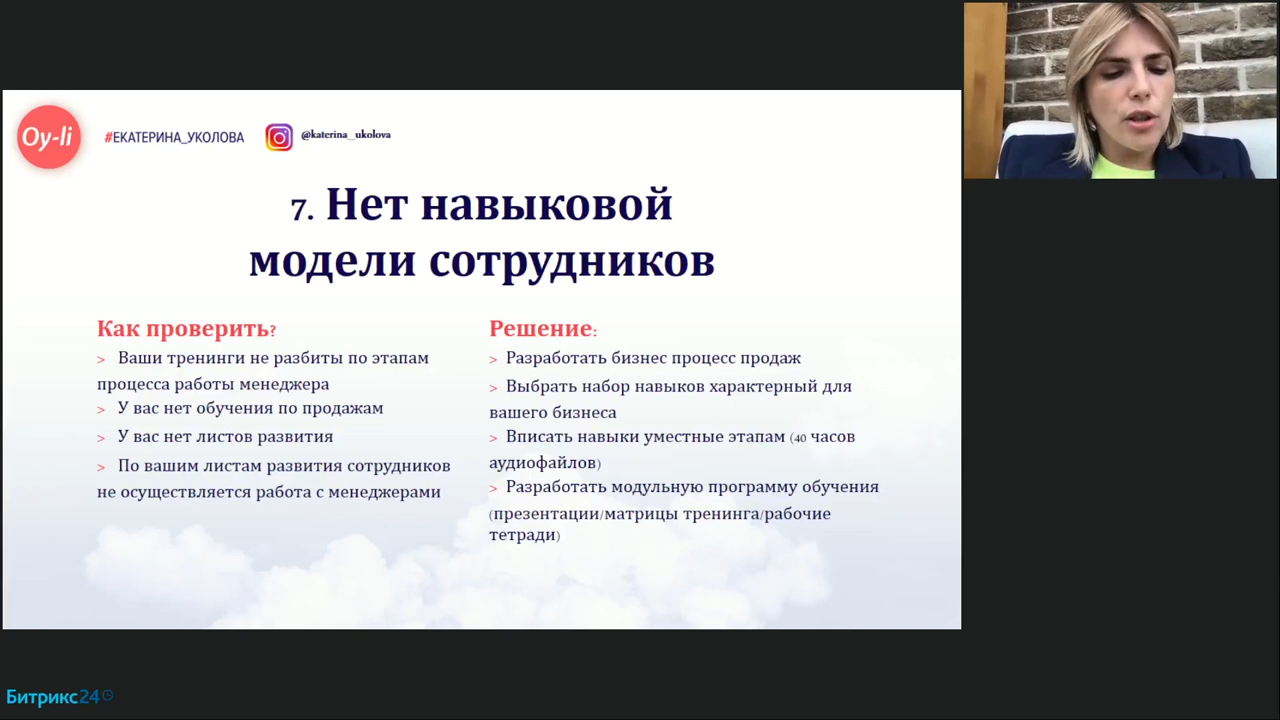 Oy-li
#ЕКАТЕРИНА_УКОЛОВА
@katerina_ukolova
7. Нет навыковой
модели сотрудников
Как проверить?
> Ваши тренинги не разбиты по этапам
процесса работы менеджера
> У вас нет обучения по продажам
> У вас нет листов развития
> По вашим листам развития сотрудников
не осуществляется работа с менеджерами
Решение:
> Разработать бизнес процесс продаж
> Выбрать набор навыков характерный для
вашего бизнеса
> Вписать навыки уместные этапам (40 часов
аудиофайлов)
> Разработать модульную программу обучения
(презентации/матрицы тренинга/рабочие
тетради)
Битрикс24